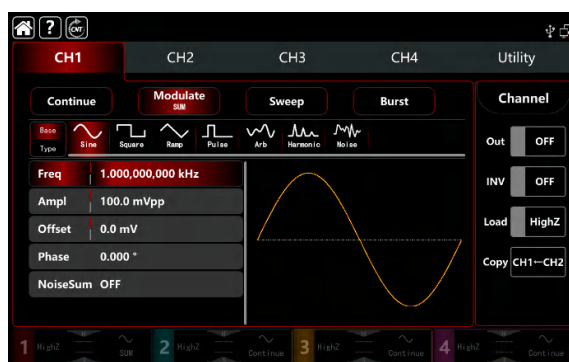 ? CNT
CH1 CH2 CH3 CH4 Utility
Continue Modulate Sweep Burst Channel
SUM
Base
Type Sine Square Ramp Pulse Arb Harmonic Noise
Out OFF
Freq 1.000,000,000 kHz
INV OFF
Ampl 100.0 mVpp
Offset 0.0 mV
Load HighZ
Phase 0.000 °
Copy CH1←CH2
NoiseSum OFF
1 HighZ SUM 2 HighZ Continue 3 HighZ Continue 4 HighZ Continue